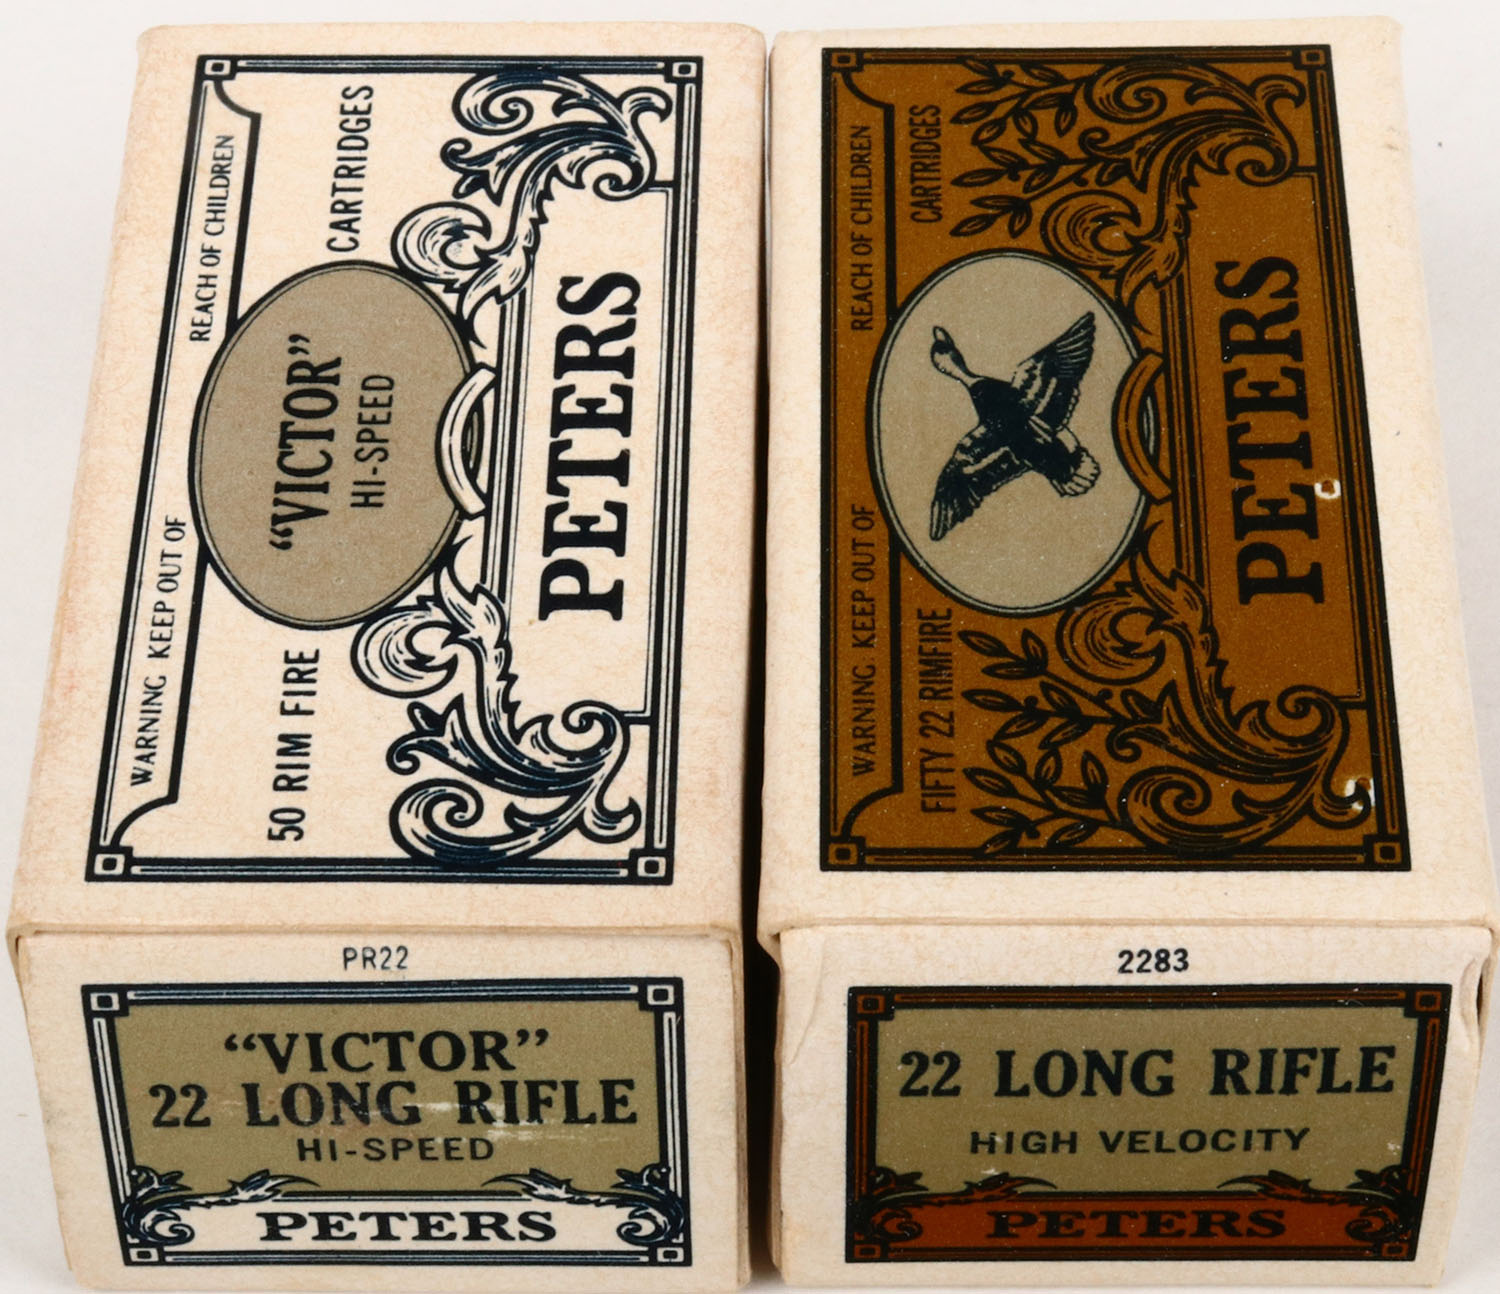 WARNING KEEP OUT OF REACH OF CHILDREN
50 RIM FIRE CARTRIDGES
"VICTOR"
HI-SPEED
PETERS
PR22
"VICTOR"
22 LONG RIFLE
HI-SPEED
PETERS
WARNING. KEEP OUT OF REACH OF CHILDREN
FIFTY 22 RIMFIRE CARTRIDGES
PETERS
2283
22 LONG RIFLE
HIGH VELOCITY
PETERS